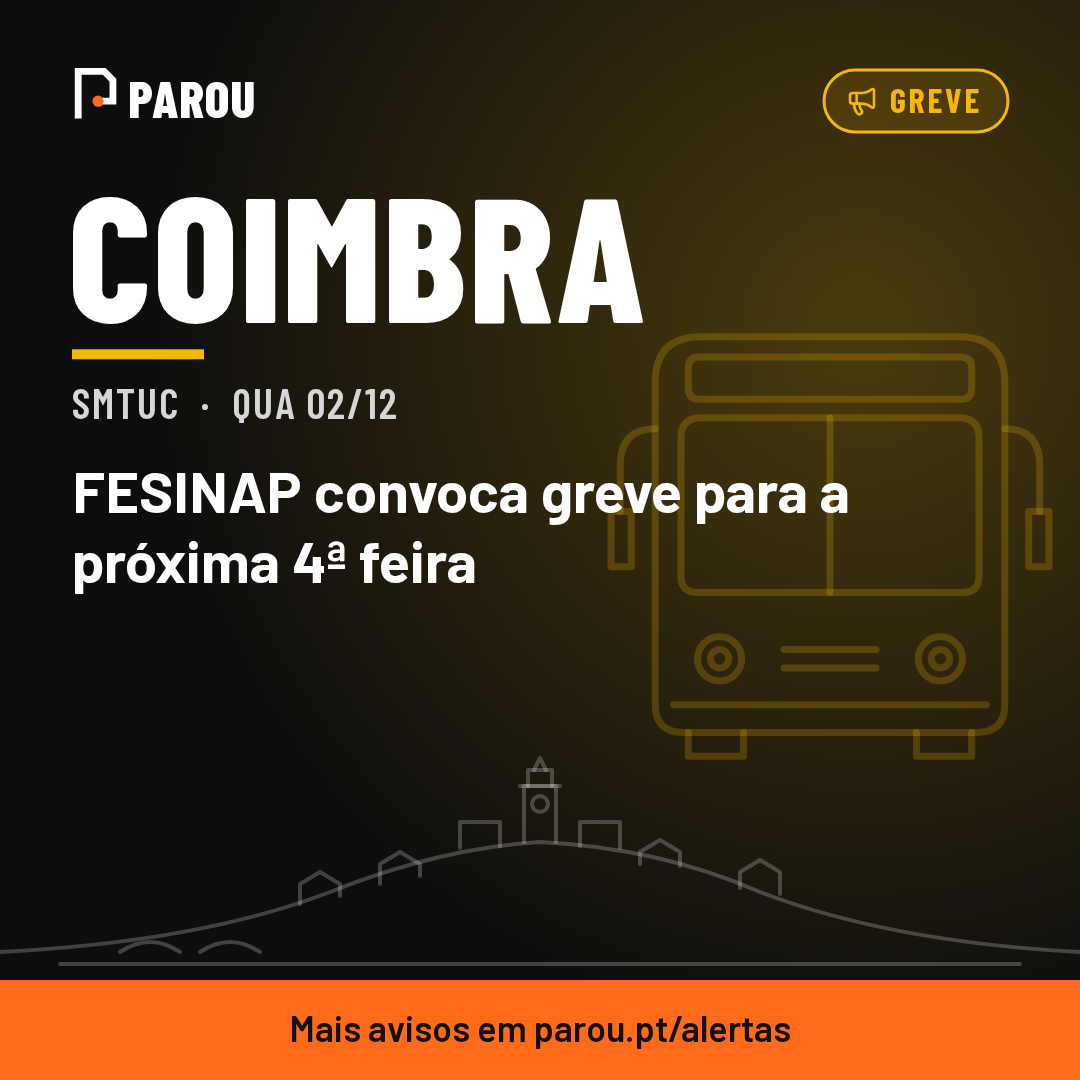 PAROU
GREVE
COIMBRA
SMTUC · QUA 02/12
FESINAP convoca greve para a
próxima 4ª feira
Mais avisos em parou.pt/alertas